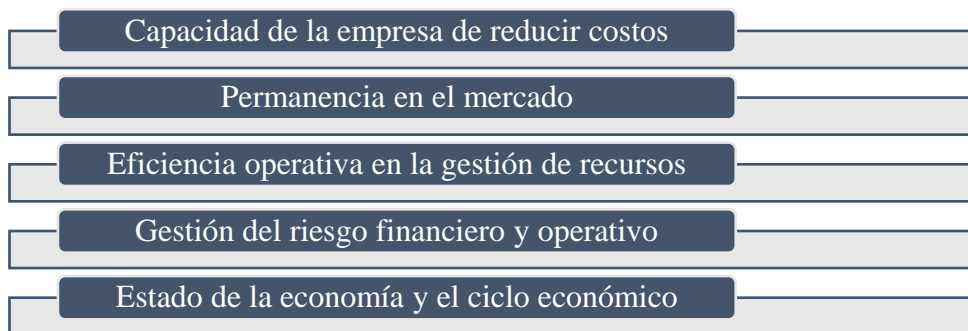 Capacidad de la empresa de reducir costos
Permanencia en el mercado
Eficiencia operativa en la gestión de recursos
Gestión del riesgo financiero y operativo
Estado de la economía y el ciclo económico